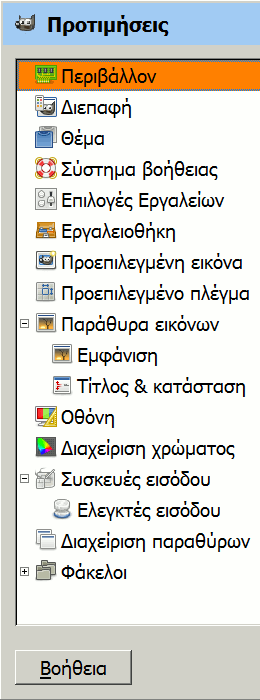 Προτιμήσεις
Περιβάλλον
Διεπαφή
Θέμα
Σύστημα βοήθειας
Επιλογές Εργαλείων
Εργαλειοθήκη
Προεπιλεγμένη εικόνα
Προεπιλεγμένο πλέγμα
Παράθυρα εικόνων
Εμφάνιση
Τίτλος & κατάσταση
Οθόνη
Διαχείριση χρώματος
Συσκευές εισόδου
Ελεγκτές εισόδου
Διαχείριση παραθύρων
Φάκελοι
Βοήθεια